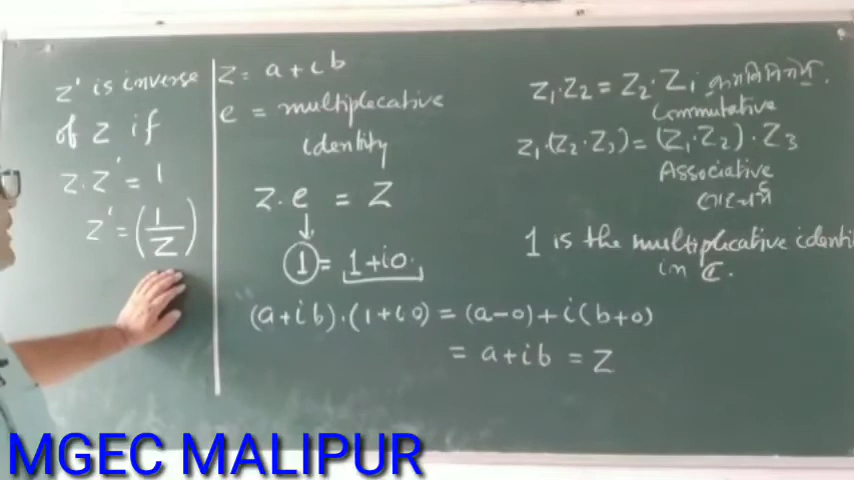 z' is inverse
of z if
z.z' = 1
z' = (1/z)
z = a+ib
e = multiplecative
identity
z.e = z
↓
1 = 1+i0.
(a+ib).(1+i0) = (a-0)+i(b+0)
= a+ib = z
z₁.z₂ = z₂.z₁
Commutative
z₁.(z₂.z₃) = (z₁.z₂).z₃
Associative
1 is the multiplicative identi
in ℂ.
MGEC MALIPUR